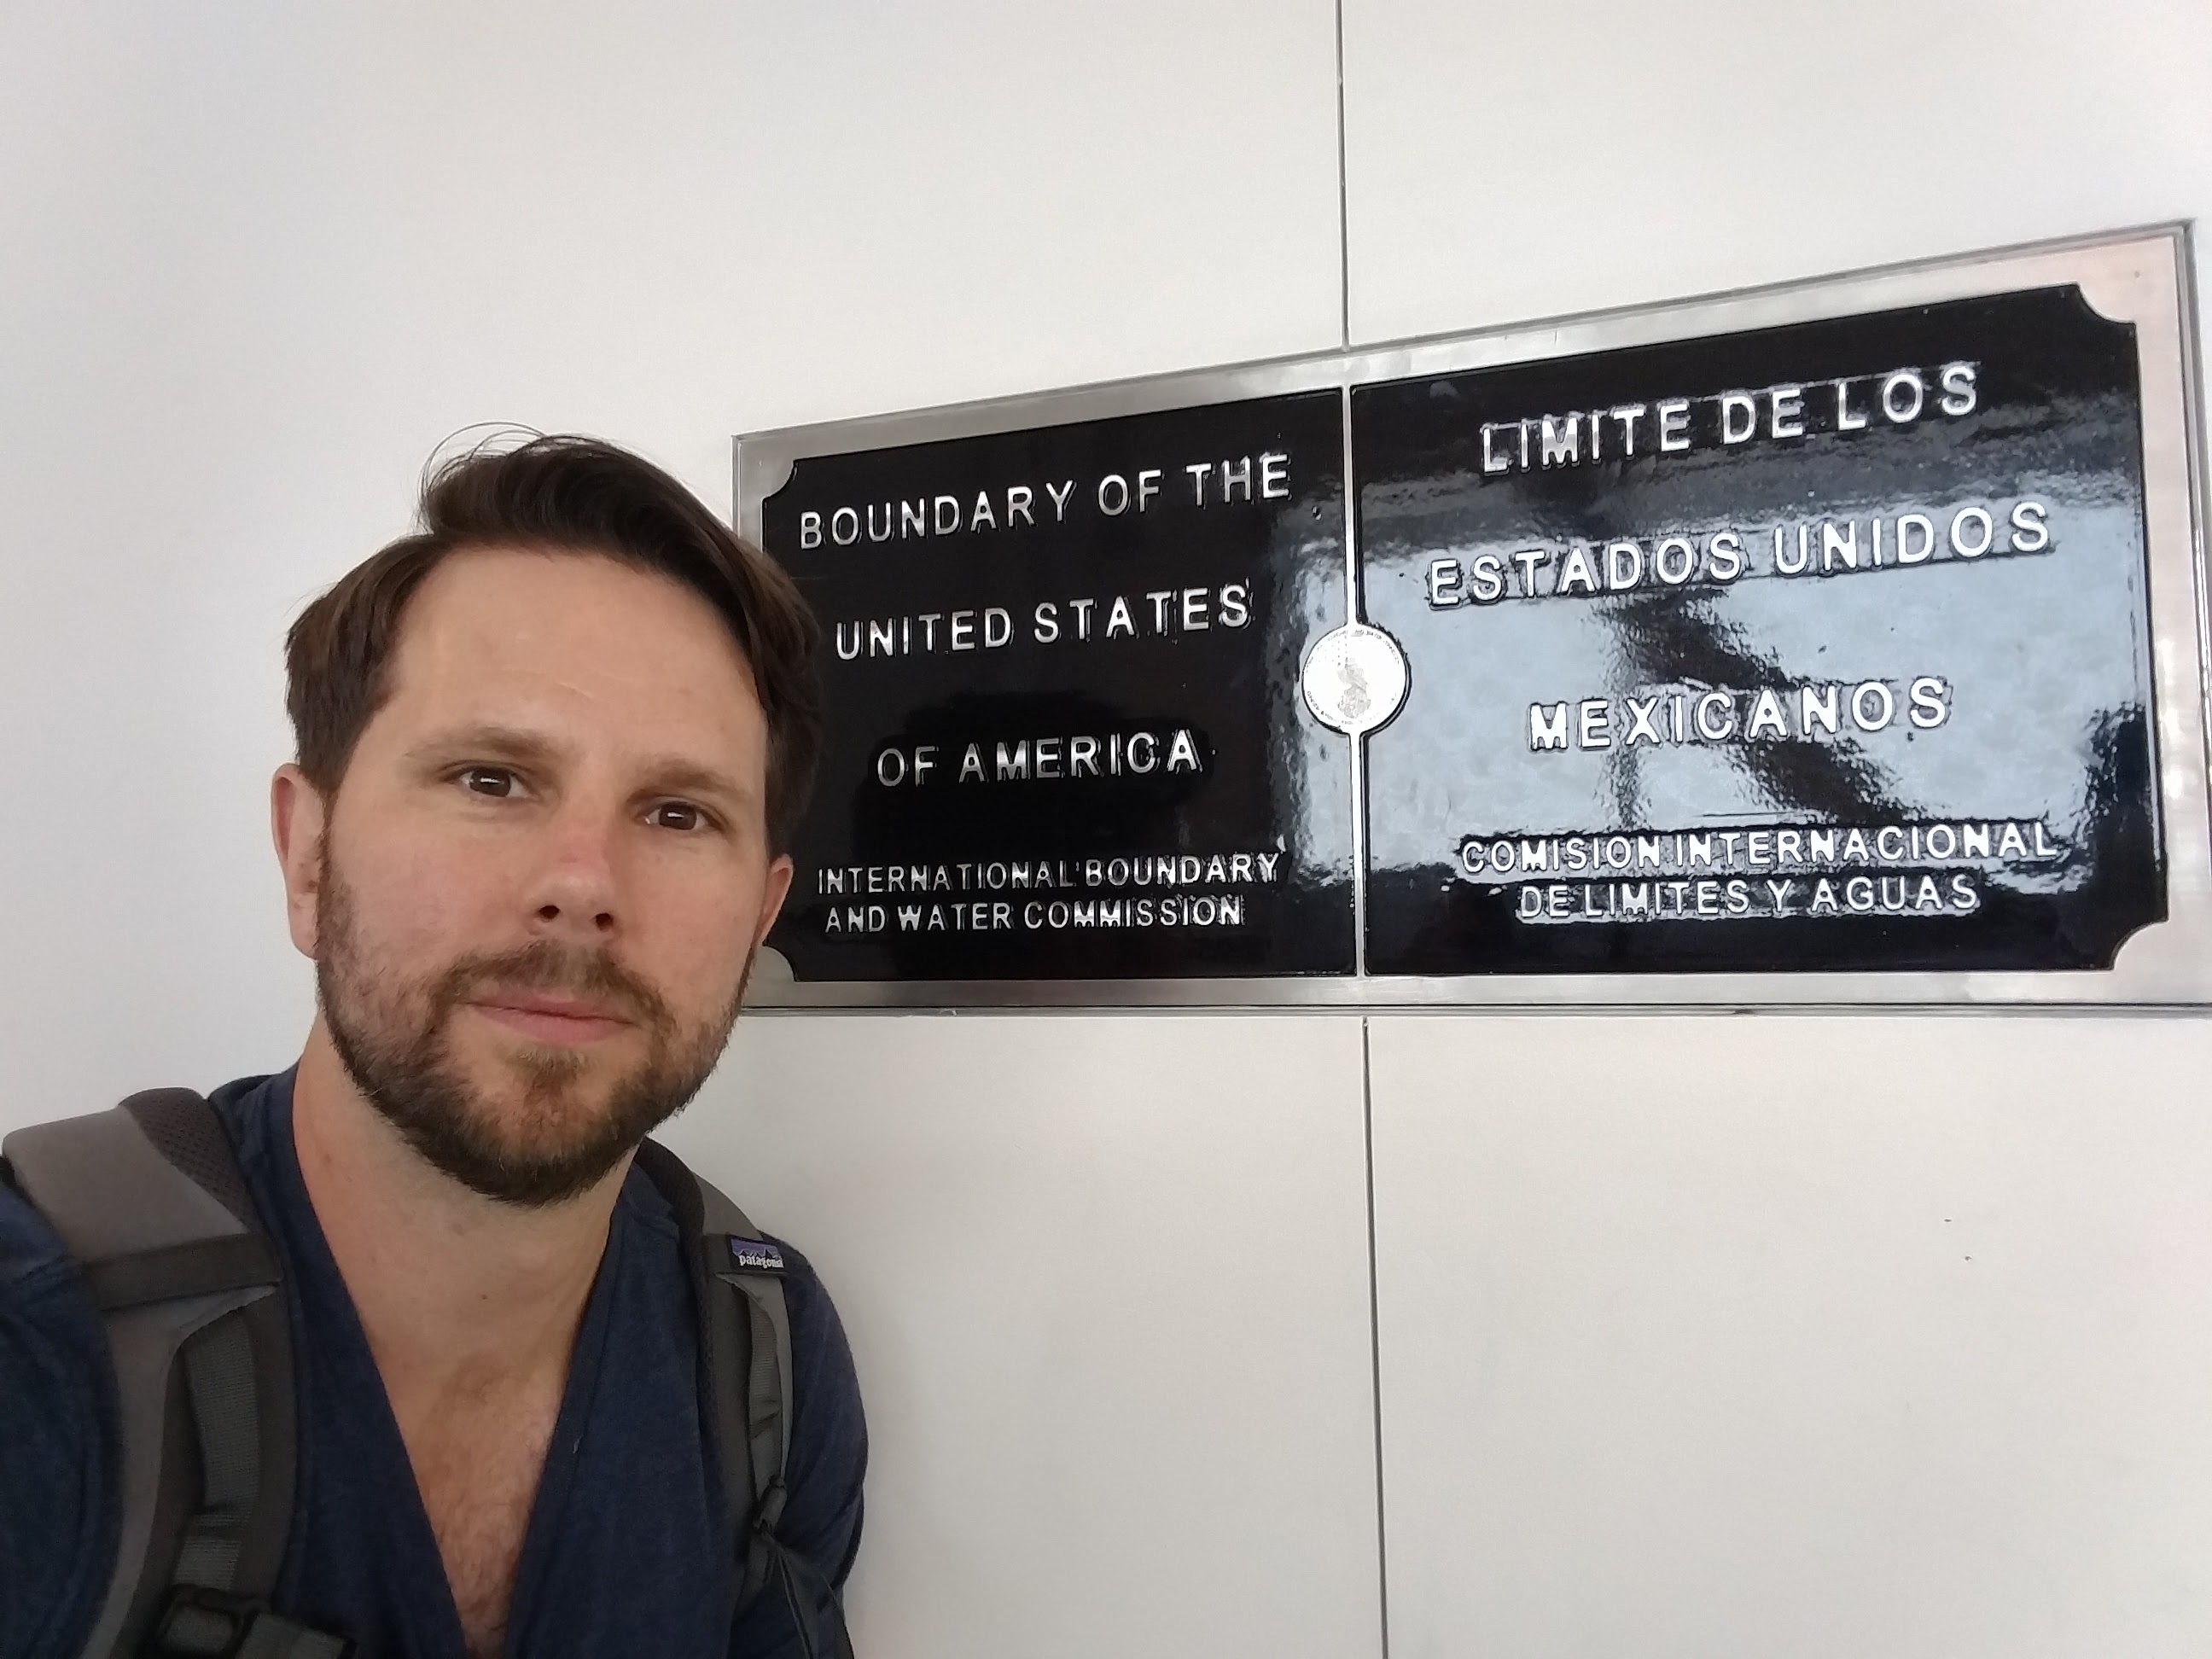 BOUNDARY OF THE
UNITED STATES
OF AMERICA
INTERNATIONAL BOUNDARY
AND WATER COMMISSION
LIMITE DE LOS
ESTADOS UNIDOS
MEXICANOS
COMISION INTERNACIONAL
DE LIMITES Y AGUAS
patagonia